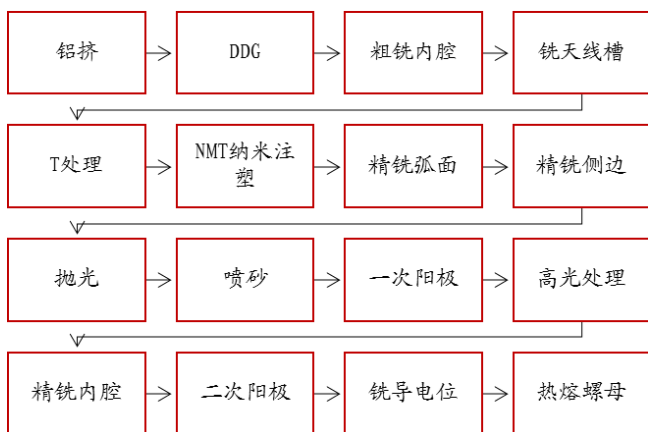 铝挤
DDG
粗铣内腔
铣天线槽
T处理
NMT纳米注
塑
精铣弧面
精铣侧边
抛光
喷砂
一次阳极
高光处理
精铣内腔
二次阳极
铣导电位
热熔螺母